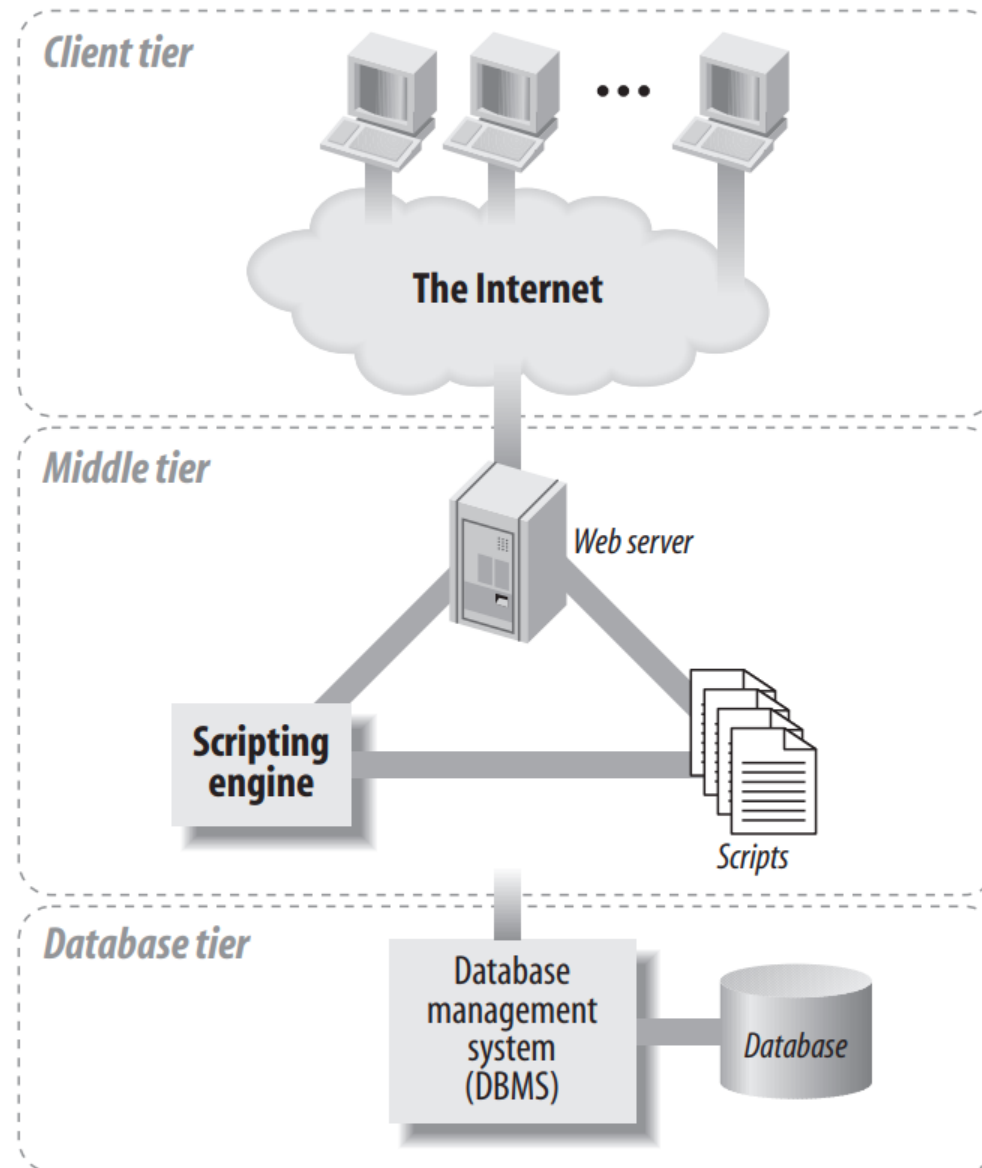 Client tier
The Internet
Middle tier
Web server
Scripting
engine
Scripts
Database tier
Database
management
system
(DBMS)
Database